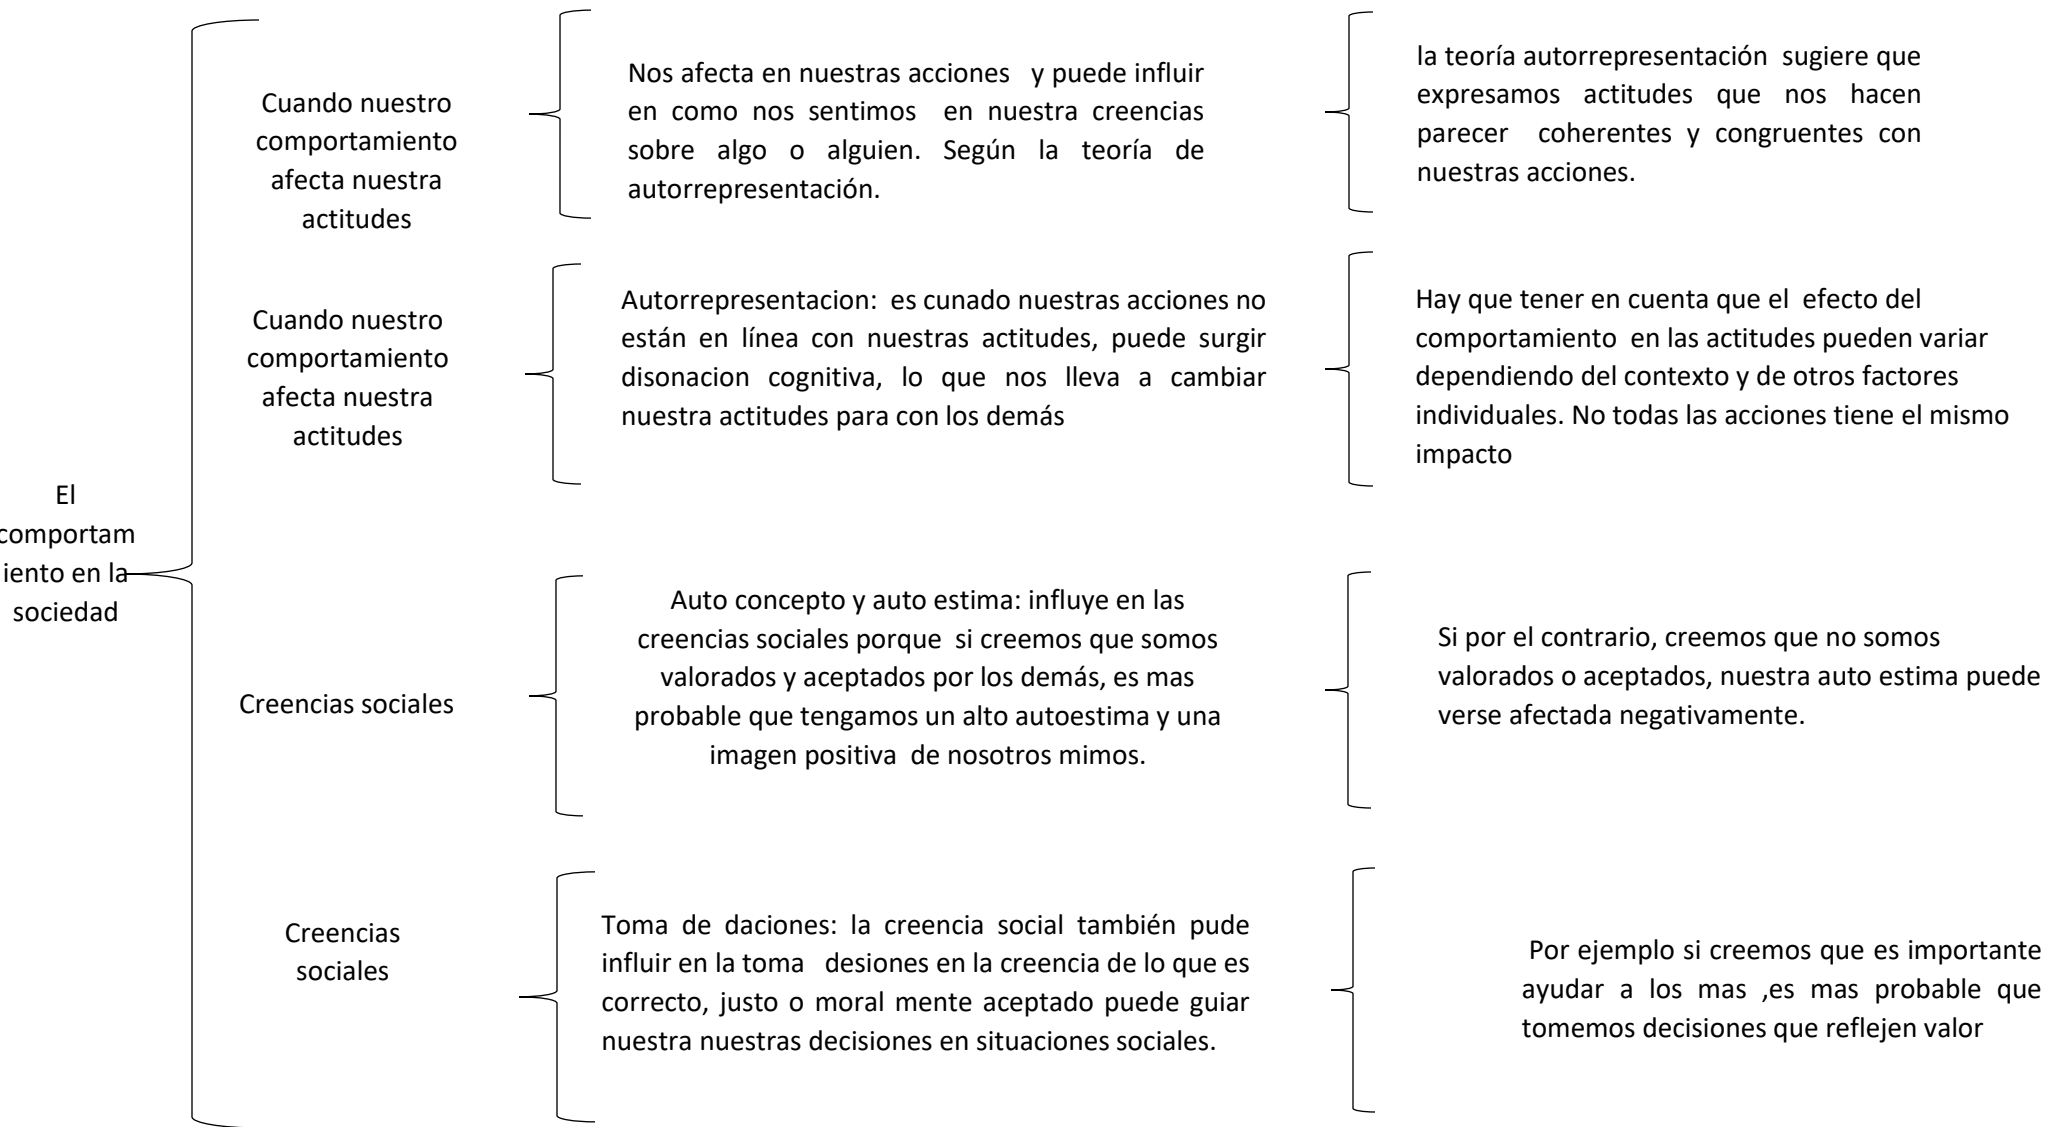 El
comportam
iento en la
sociedad
Cuando nuestro
comportamiento
afecta nuestra
actitudes
Nos afecta en nuestras acciones y puede influir
en como nos sentimos en nuestra creencias
sobre algo o alguien. Según la teoría de
autorrepresentación.
la teoría autorrepresentación sugiere que
expresamos actitudes que nos hacen
parecer coherentes y congruentes con
nuestras acciones.
Cuando nuestro
comportamiento
afecta nuestra
actitudes
Autorrepresentacion: es cunado nuestras acciones no
están en línea con nuestras actitudes, puede surgir
disonacion cognitiva, lo que nos lleva a cambiar
nuestra actitudes para con los demás
Hay que tener en cuenta que el efecto del
comportamiento en las actitudes pueden variar
dependiendo del contexto y de otros factores
individuales. No todas las acciones tiene el mismo
impacto
Creencias sociales
Auto concepto y auto estima: influye en las
creencias sociales porque si creemos que somos
valorados y aceptados por los demás, es mas
probable que tengamos un alto autoestima y una
imagen positiva de nosotros mimos.
Si por el contrario, creemos que no somos
valorados o aceptados, nuestra auto estima puede
verse afectada negativamente.
Creencias
sociales
Toma de daciones: la creencia social también pude
influir en la toma desiones en la creencia de lo que es
correcto, justo o moral mente aceptado puede guiar
nuestra nuestras decisiones en situaciones sociales.
Por ejemplo si creemos que es importante
ayudar a los mas ,es mas probable que
tomemos decisiones que reflejen valor